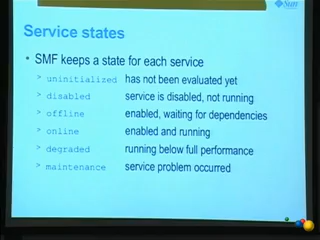 Sun
Service states
• SMF keeps a state for each service
> uninitialized has not been evaluated yet
> disabled service is disabled, not running
> offline enabled, waiting for dependencies
> online enabled and running
> degraded running below full performance
> maintenance service problem occurred